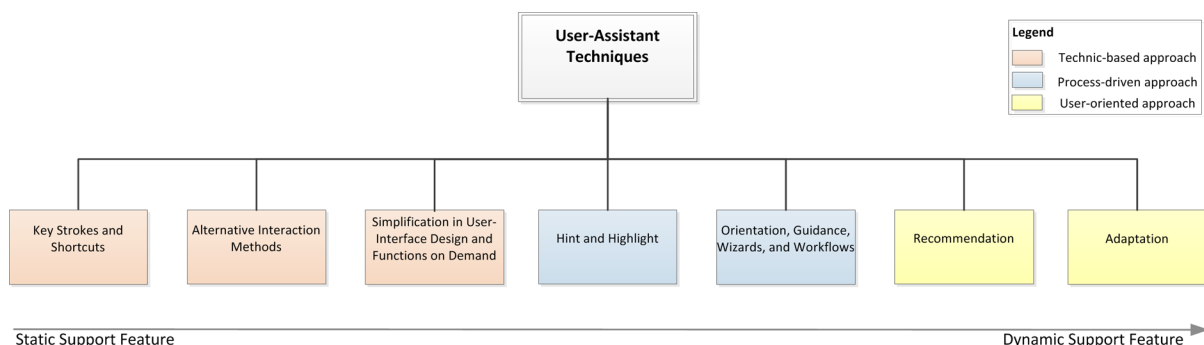 User-Assistant
Techniques
Legend
Technic-based approach
Process-driven approach
User-oriented approach
Key Strokes and
Shortcuts
Alternative Interaction
Methods
Simplification in User-
Interface Design and
Functions on Demand
Hint and Highlight
Orientation, Guidance,
Wizards, and Workflows
Recommendation
Adaptation
Static Support Feature
Dynamic Support Feature